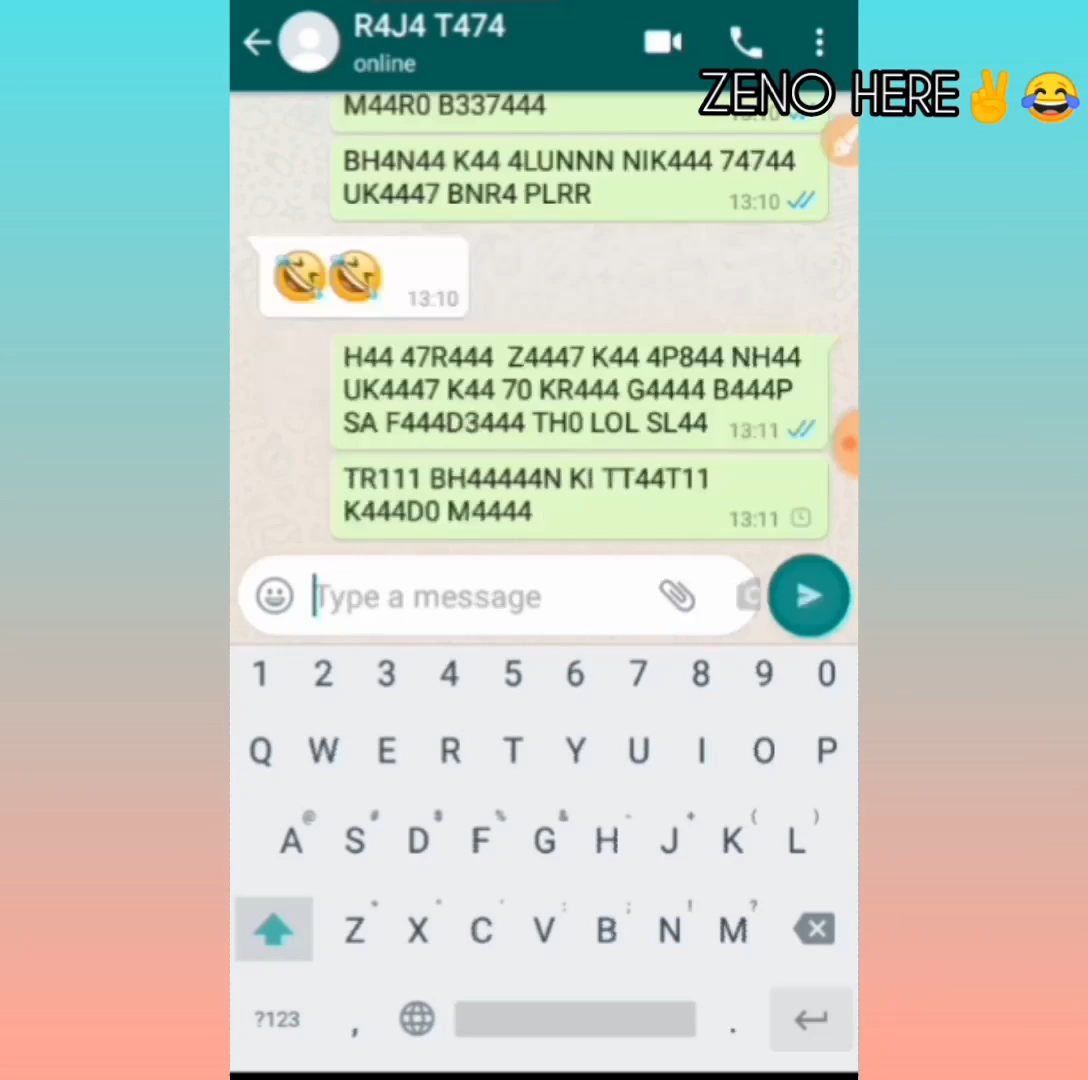 R4J4 T474
online
ZENO HERE✌😂
M44R0 B337444
13:10
BH4N44 K44 4LUNNN NIK444 74744
UK4447 BNR4 PLRR
13:10
🤣🤣
13:10
H44 47R444 Z4447 K44 4P844 NH44
UK4447 K44 70 KR444 G4444 B444P
SA F444D3444 TH0 LOL SL44
13:11
TR111 BH44444N KI TT44T11
K444D0 M4444
13:11
Type a message
1 2 3 4 5 6 7 8 9 0
Q W E R T Y U I O P
@ # $ % & - + ( )
A S D F G H J K L
* " ' : ; ! ?
Z X C V B N M
?123 , .